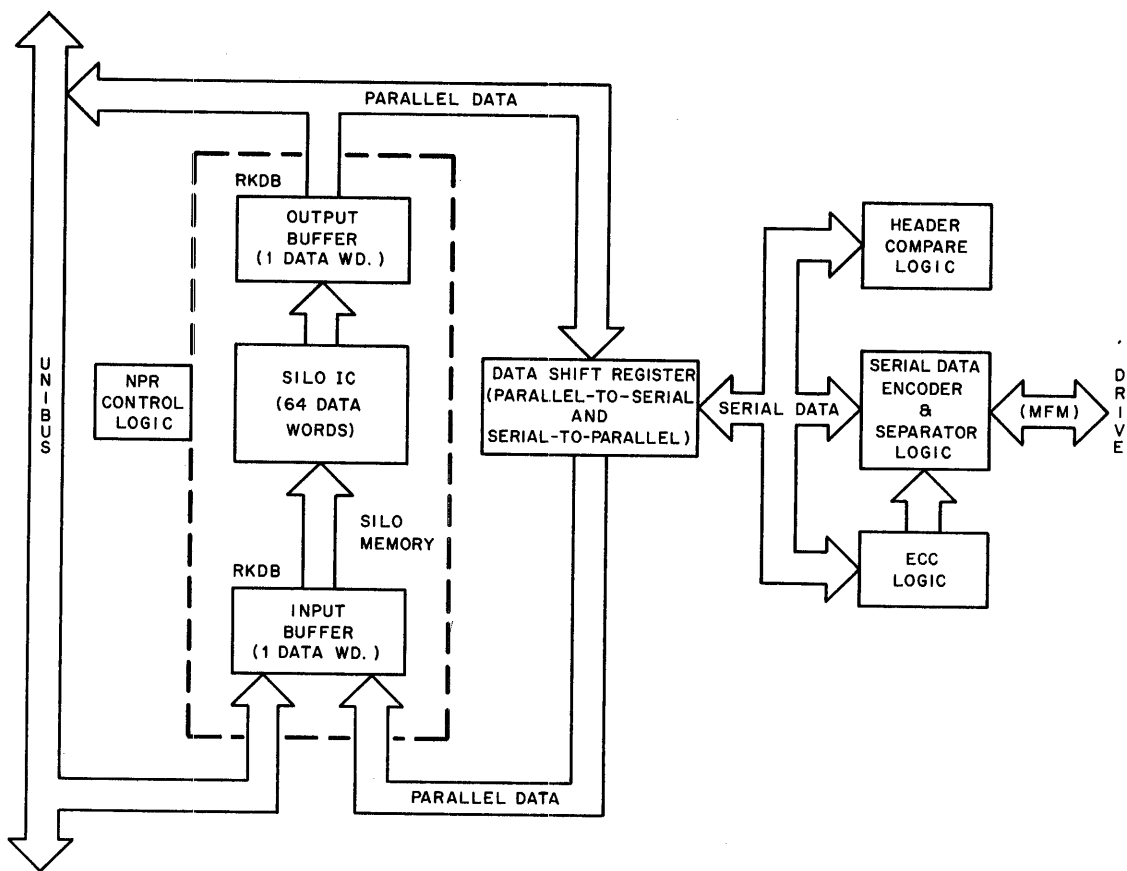 PARALLEL DATA
RKDB
OUTPUT
BUFFER
(1 DATA WD.)
HEADER
COMPARE
LOGIC
UNIBUS
NPR
CONTROL
LOGIC
SILO IC
(64 DATA
WORDS)
DATA SHIFT REGISTER
(PARALLEL-TO-SERIAL
AND
SERIAL-TO-PARALLEL)
SERIAL DATA
SERIAL DATA
ENCODER
&
SEPARATOR
LOGIC
(MFM)
DRIVE
SILO
MEMORY
RKDB
INPUT
BUFFER
(1 DATA WD.)
ECC
LOGIC
PARALLEL DATA